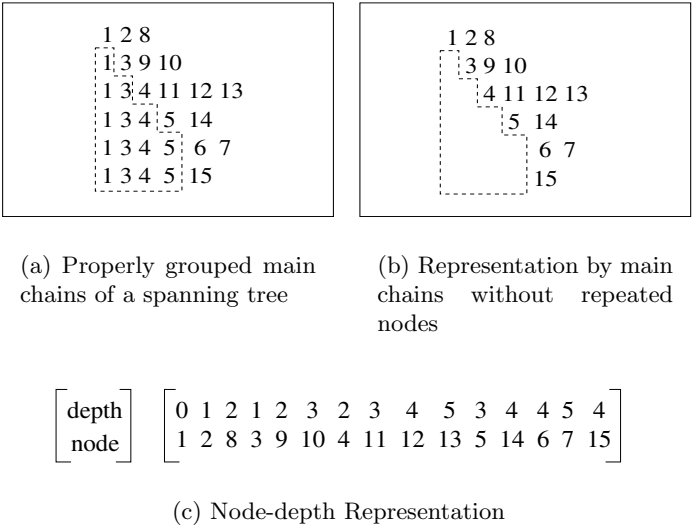 1 2 8
1 3 9 10
1 3 4 11 12 13
1 3 4 5 14
1 3 4 5 6 7
1 3 4 5 15
1 2 8
3 9 10
4 11 12 13
5 14
6 7
15
(a) Properly grouped main
chains of a spanning tree
(b) Representation by main
chains without repeated
nodes
depth 0 1 2 1 2 3 2 3 4 5 3 4 4 5 4
node 1 2 8 3 9 10 4 11 12 13 5 14 6 7 15
(c) Node-depth Representation